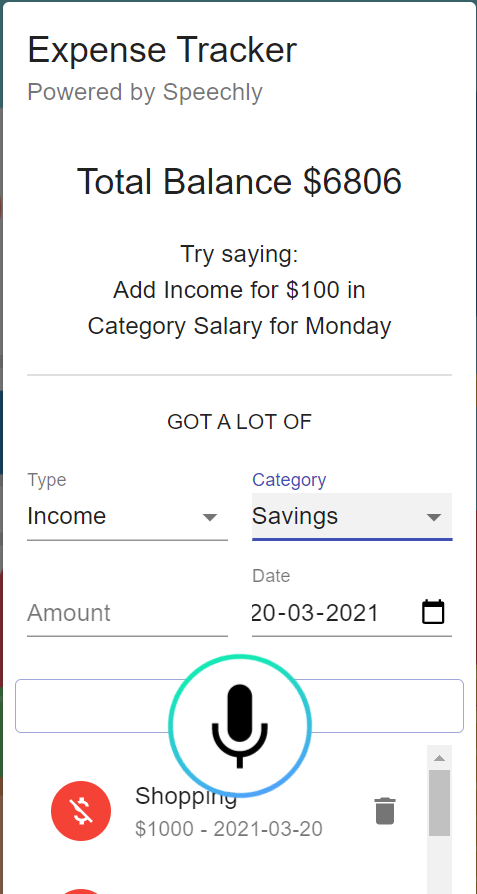 Expense Tracker
Powered by Speechly
Total Balance $6806
Try saying:
Add Income for $100 in
Category Salary for Monday
GOT A LOT OF
Type
Category
Income
Savings
Date
Amount
20-03-2021
Shopping
$1000 - 2021-03-20